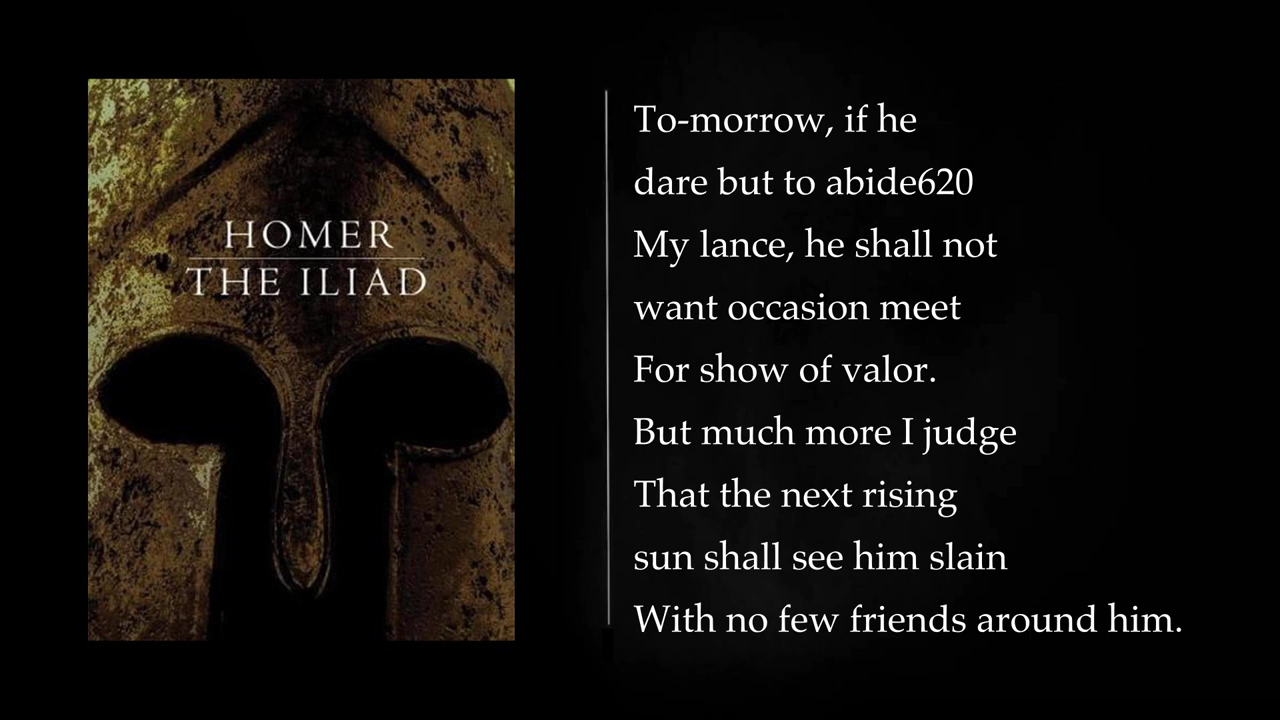 HOMER
THE ILIAD
To-morrow, if he
dare but to abide620
My lance, he shall not
want occasion meet
For show of valor.
But much more I judge
That the next rising
sun shall see him slain
With no few friends around him.